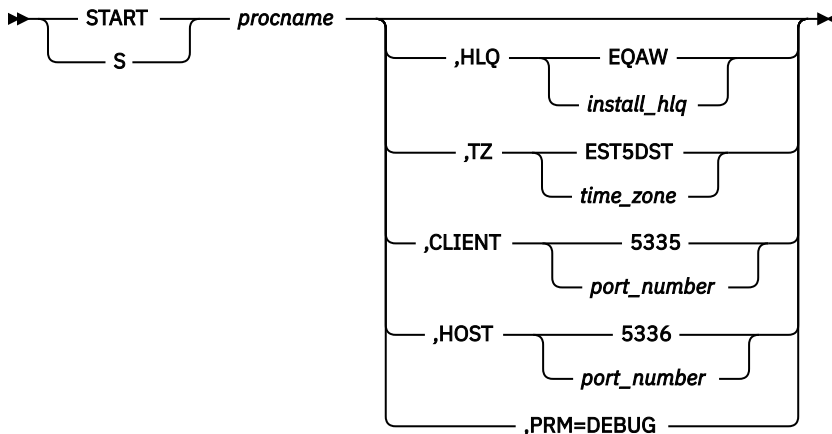 START procname
S
,HLQ EQAW
install_hlq
,TZ EST5DST
time_zone
,CLIENT 5335
port_number
,HOST 5336
port_number
,PRM=DEBUG